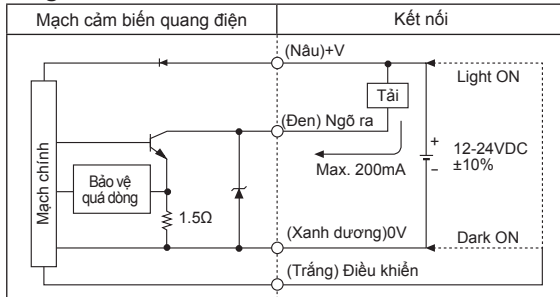 Mạch cảm biến quang điện
Kết nối
(Nâu)+V
Light ON
Tải
(Đen) Ngõ ra
Mạch chính
Max. 200mA
+
12-24VDC
±10%
−
Bảo vệ
quá dòng
1.5Ω
(Xanh dương)0V
Dark ON
(Trắng) Điều khiển